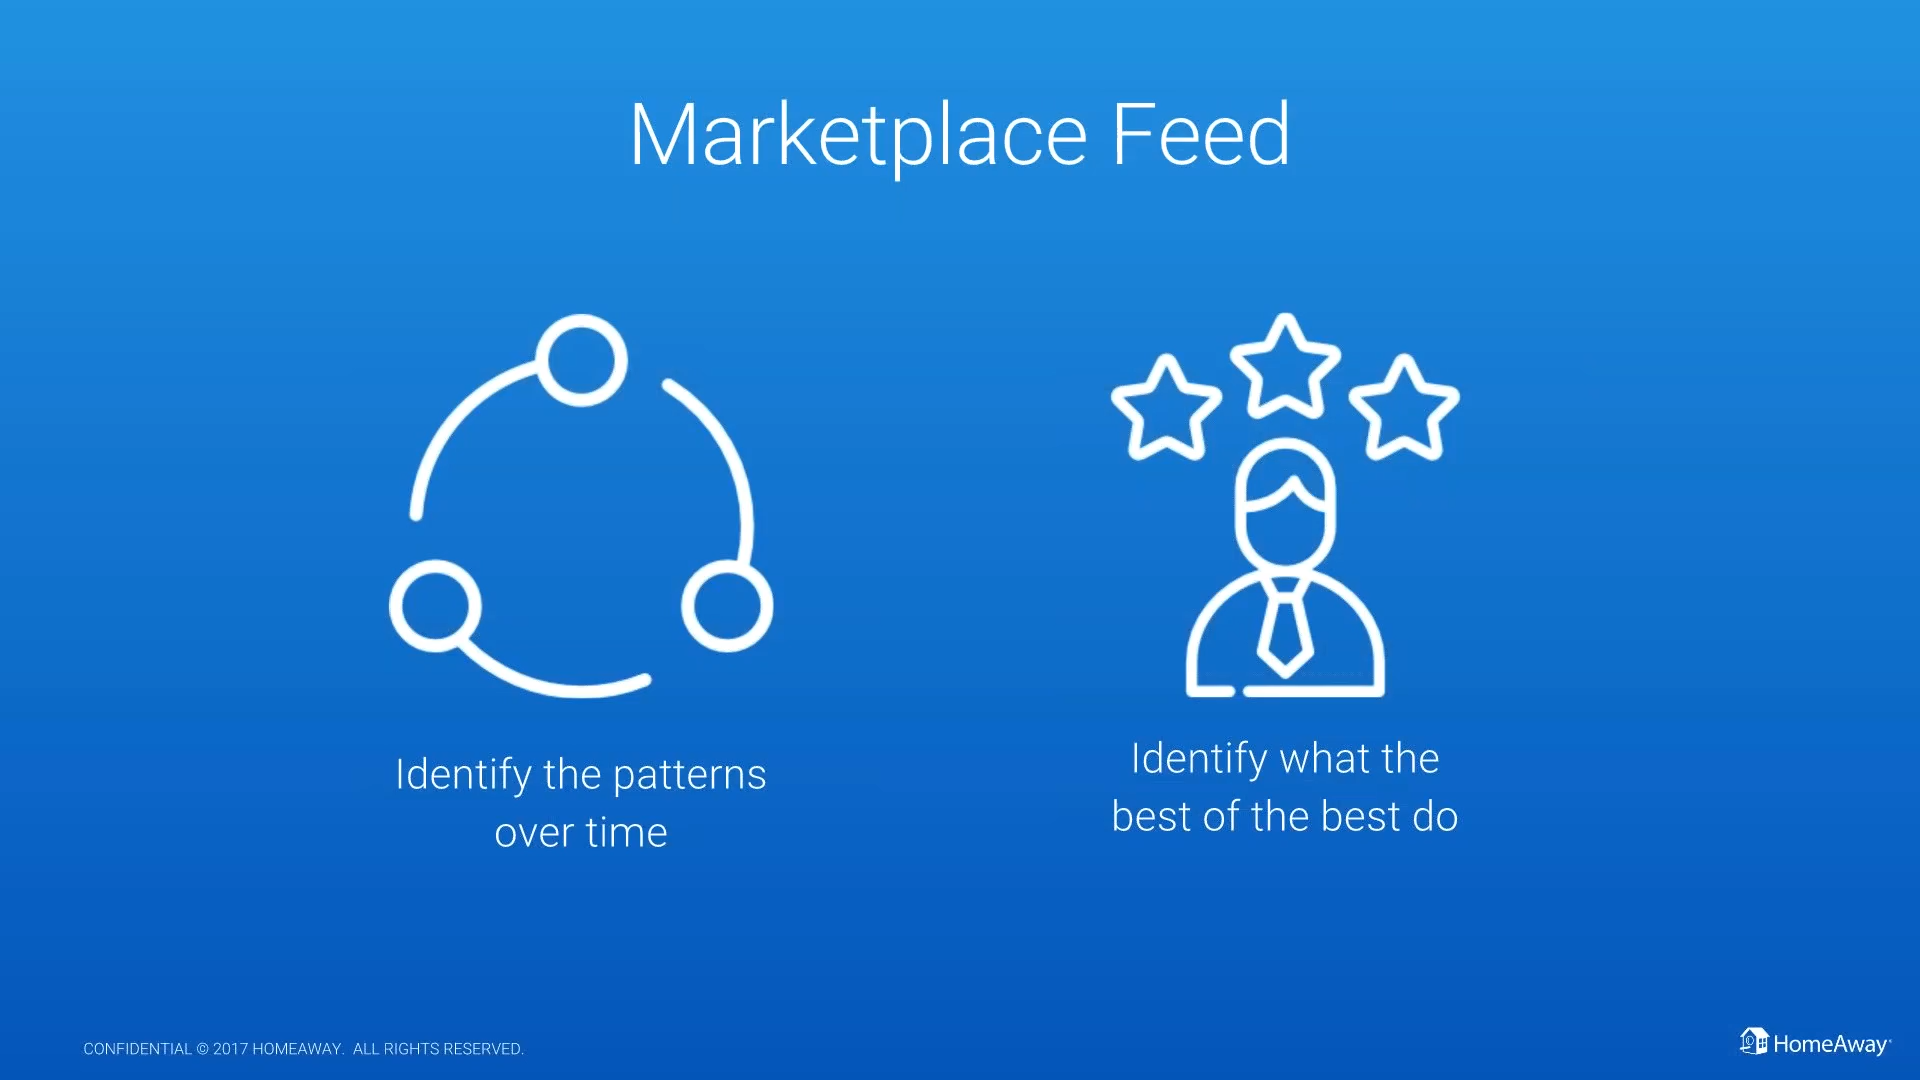 Marketplace Feed
Identify the patterns
over time
Identify what the
best of the best do
CONFIDENTIAL © 2017 HOMEAWAY.  ALL RIGHTS RESERVED.
HomeAway